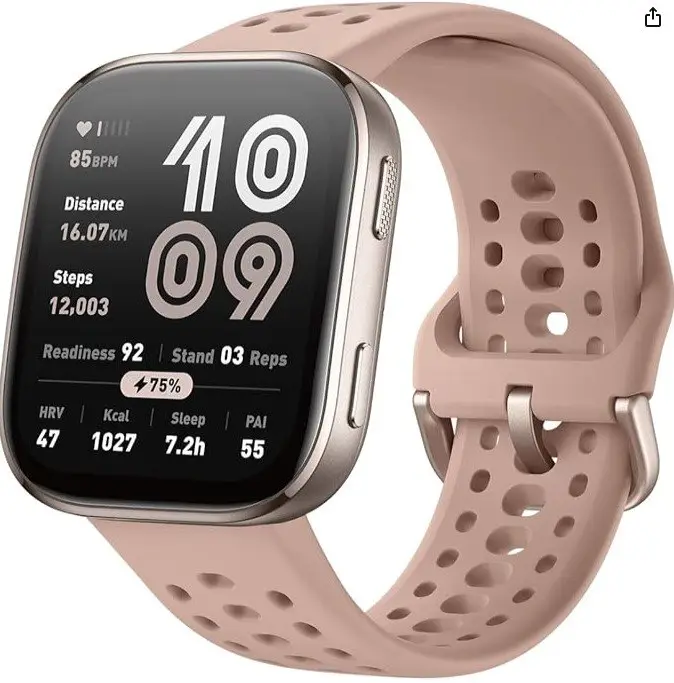 10
09
85BPM
Distance
16.07KM
Steps
12,003
Readiness 92 | Stand 03 Reps
75%
HRV | Kcal | Sleep | PAI
47 1027 7.2h 55